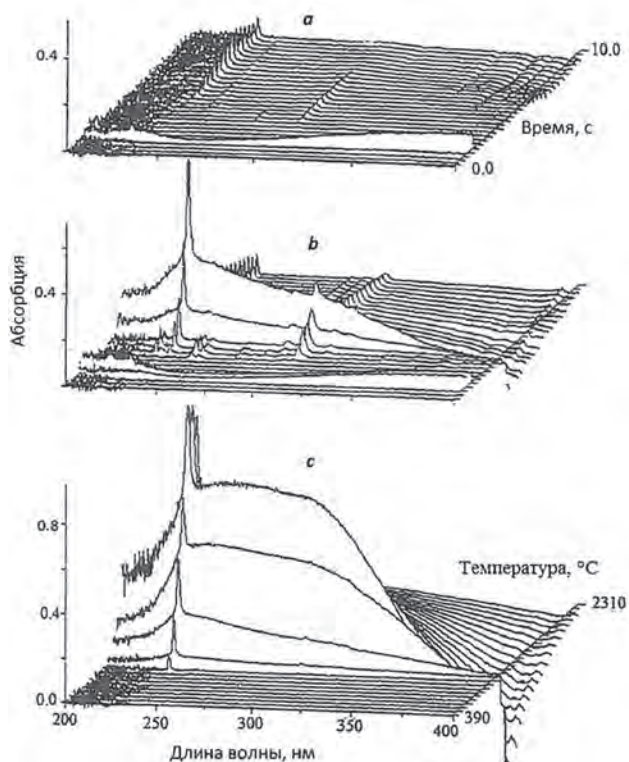 a
0.4
10.0
Время, с
0.0
b
0.4
Абсорбция
c
0.8
Температура, °C
2310
0.4
0.0
390
200 250 300 350 400
Длина волны, нм